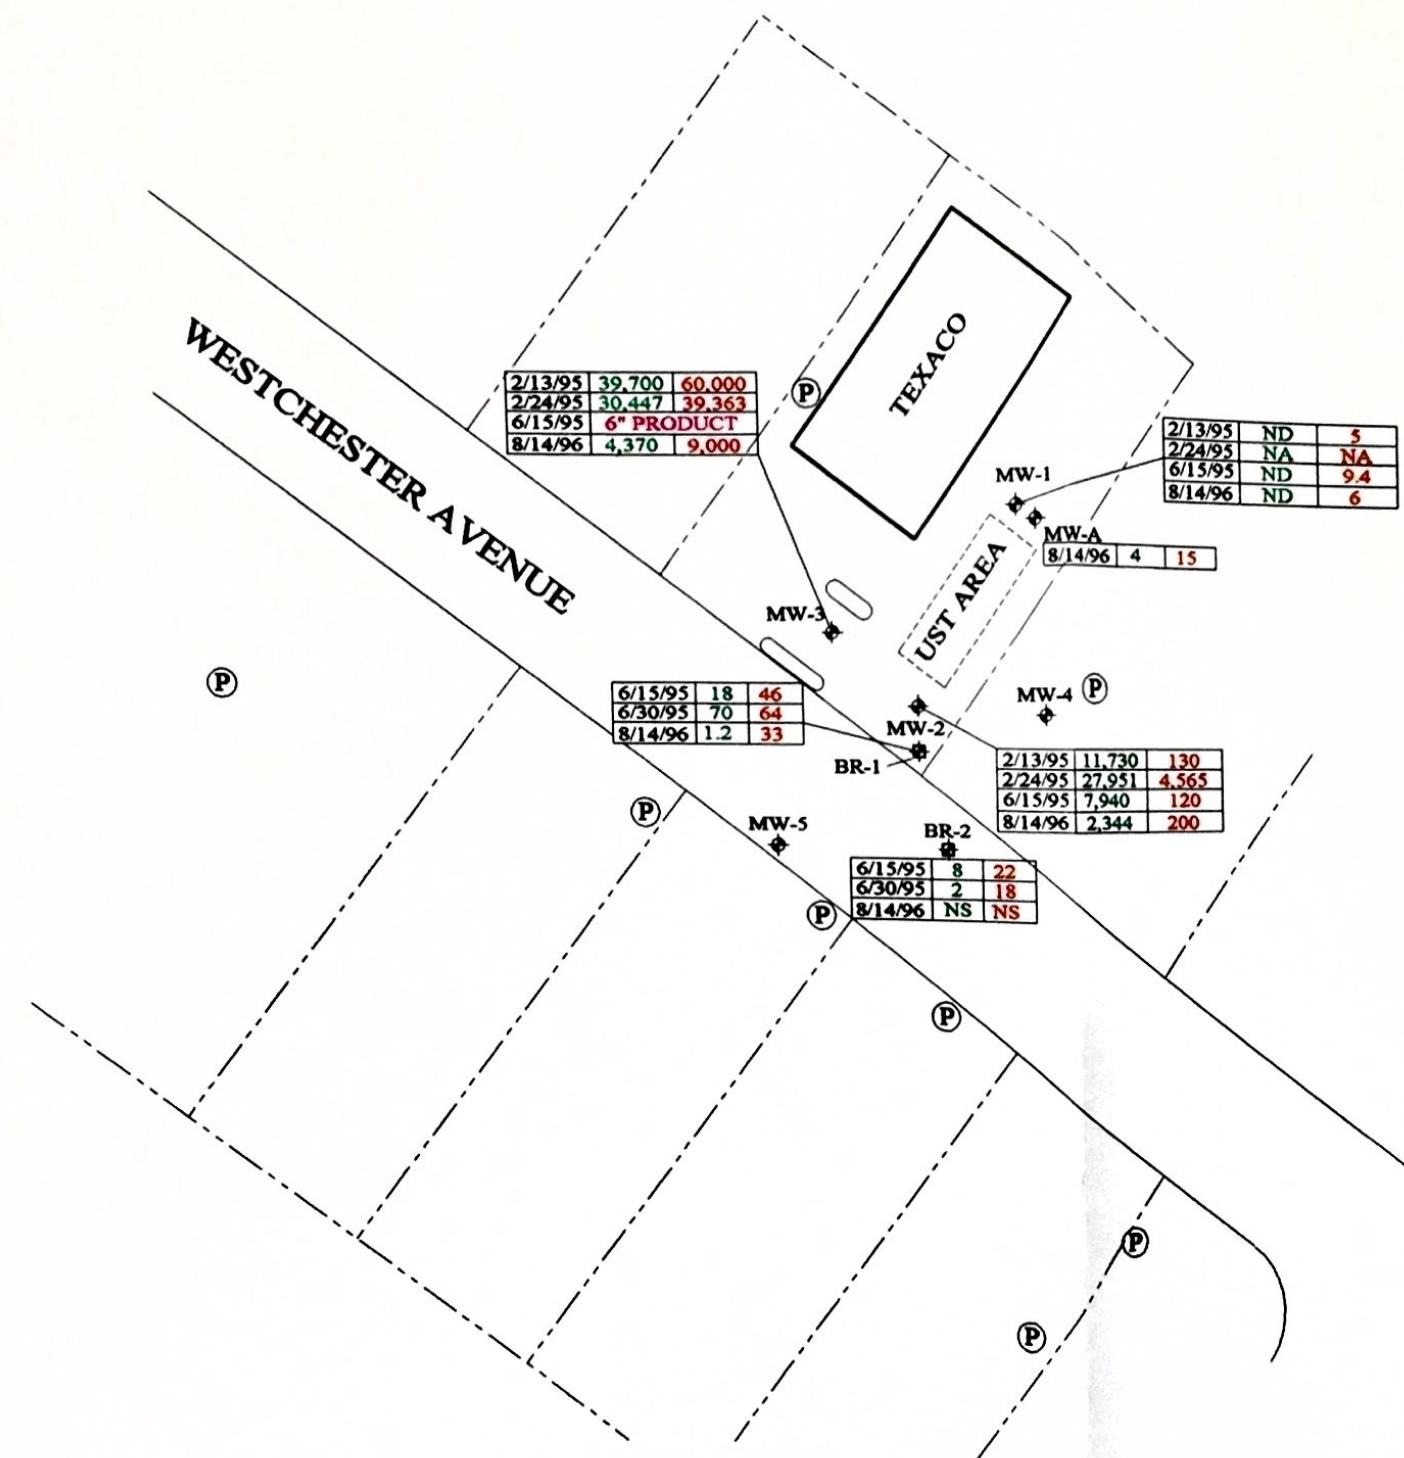 WESTCHESTER AVENUE
TEXACO
2/13/95 39,700 60,000
2/24/95 30,447 39,363
6/15/95 6" PRODUCT
8/14/96 4,370 9,000
P
2/13/95 ND 5
2/24/95 NA NA
6/15/95 ND 9.4
8/14/96 ND 6
MW-1
MW-A
8/14/96 4 15
UST AREA
MW-3
P
6/15/95 18 46
6/30/95 70 64
8/14/96 1.2 33
MW-4 P
MW-2
BR-1
2/13/95 11,730 130
2/24/95 27,951 4,565
6/15/95 7,940 120
8/14/96 2,344 200
P
MW-5
BR-2
6/15/95 8 22
6/30/95 2 18
8/14/96 NS NS
P
P
P
P